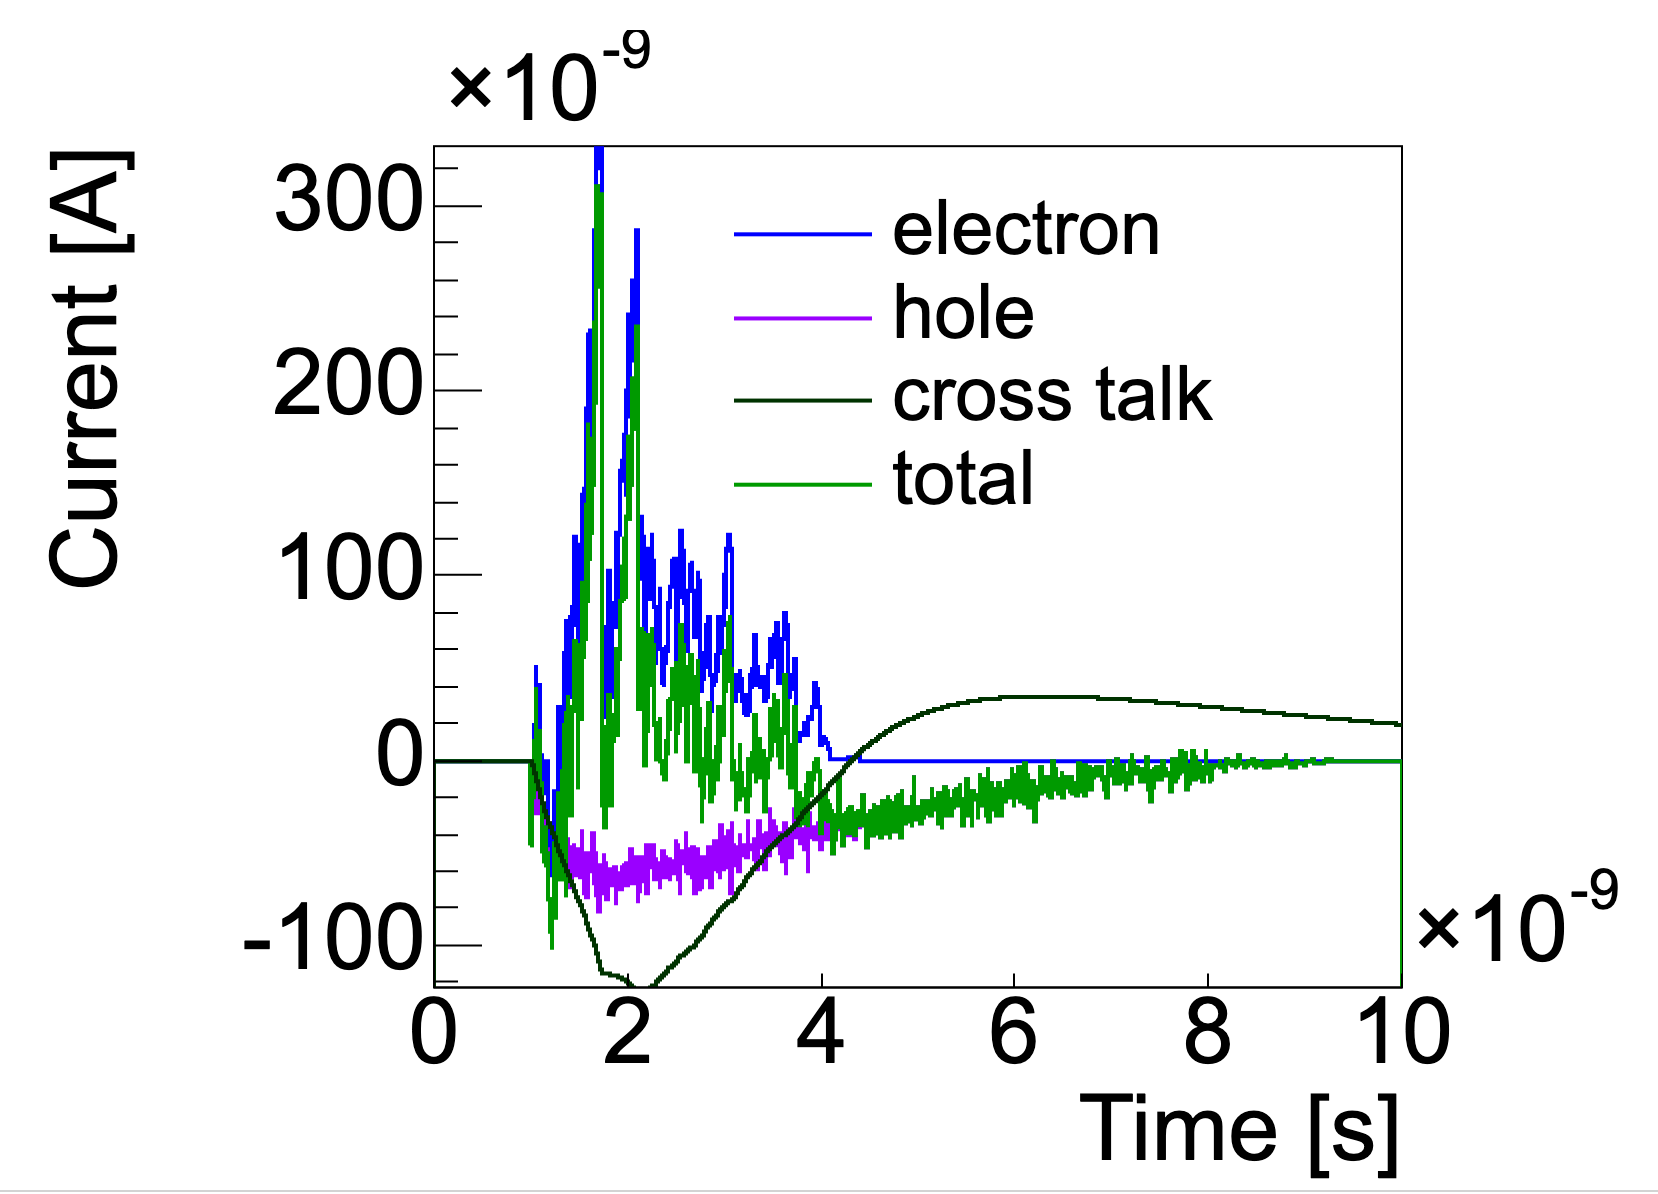 ×10^-9
Current [A]
300
200
100
0
-100
electron
hole
cross talk
total
×10^-9
0 2 4 6 8 10
Time [s]